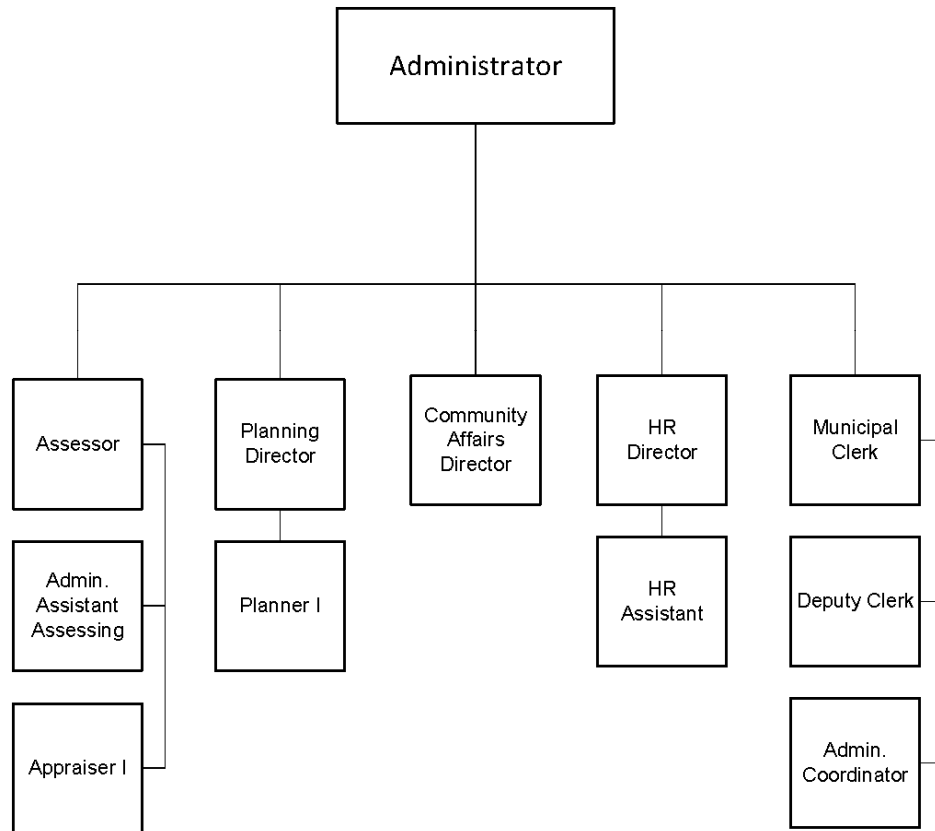 Administrator
Assessor
Planning
Director
Community
Affairs
Director
HR
Director
Municipal
Clerk
Admin.
Assistant
Assessing
Planner I
HR
Assistant
Deputy Clerk
Appraiser I
Admin.
Coordinator